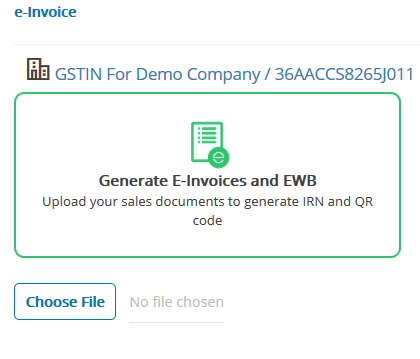 e-Invoice
GSTIN For Demo Company / 36AACCS8265J011
Generate E-Invoices and EWB
Upload your sales documents to generate IRN and QR
code
Choose File No file chosen